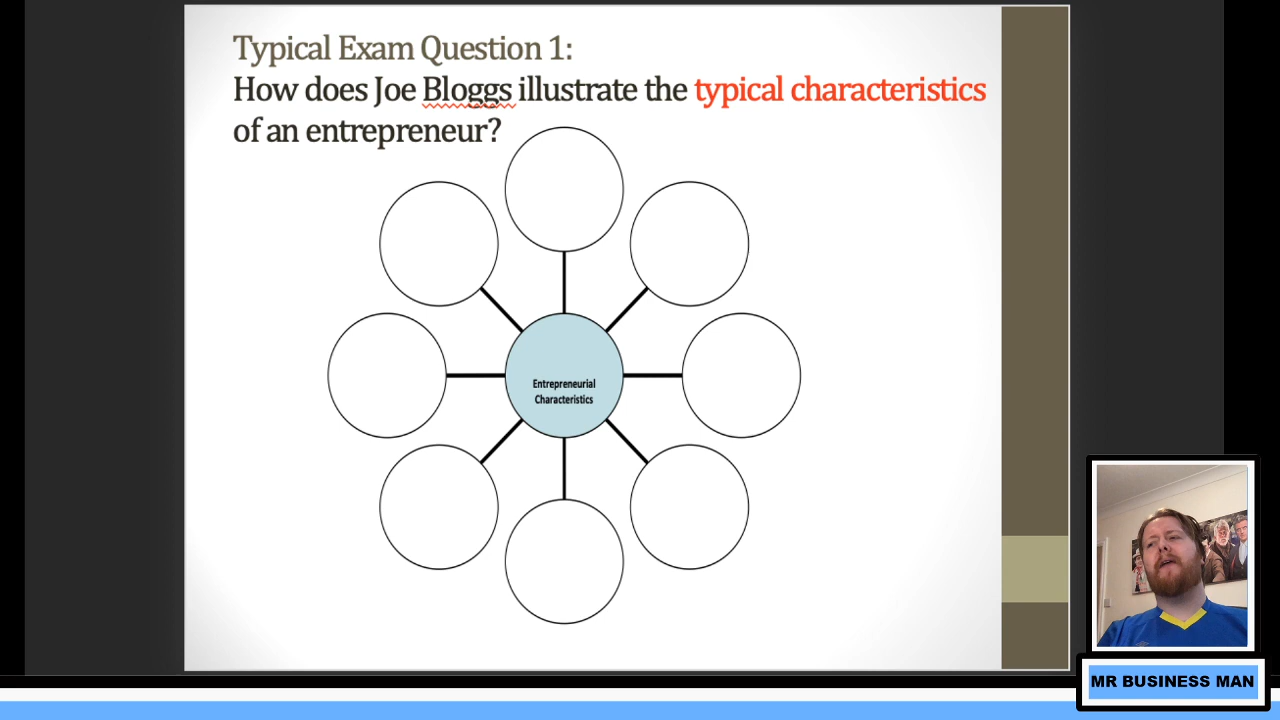 Typical Exam Question 1:
How does Joe Bloggs illustrate the typical characteristics
of an entrepreneur?
Entrepreneurial
Characteristics
MR BUSINESS MAN